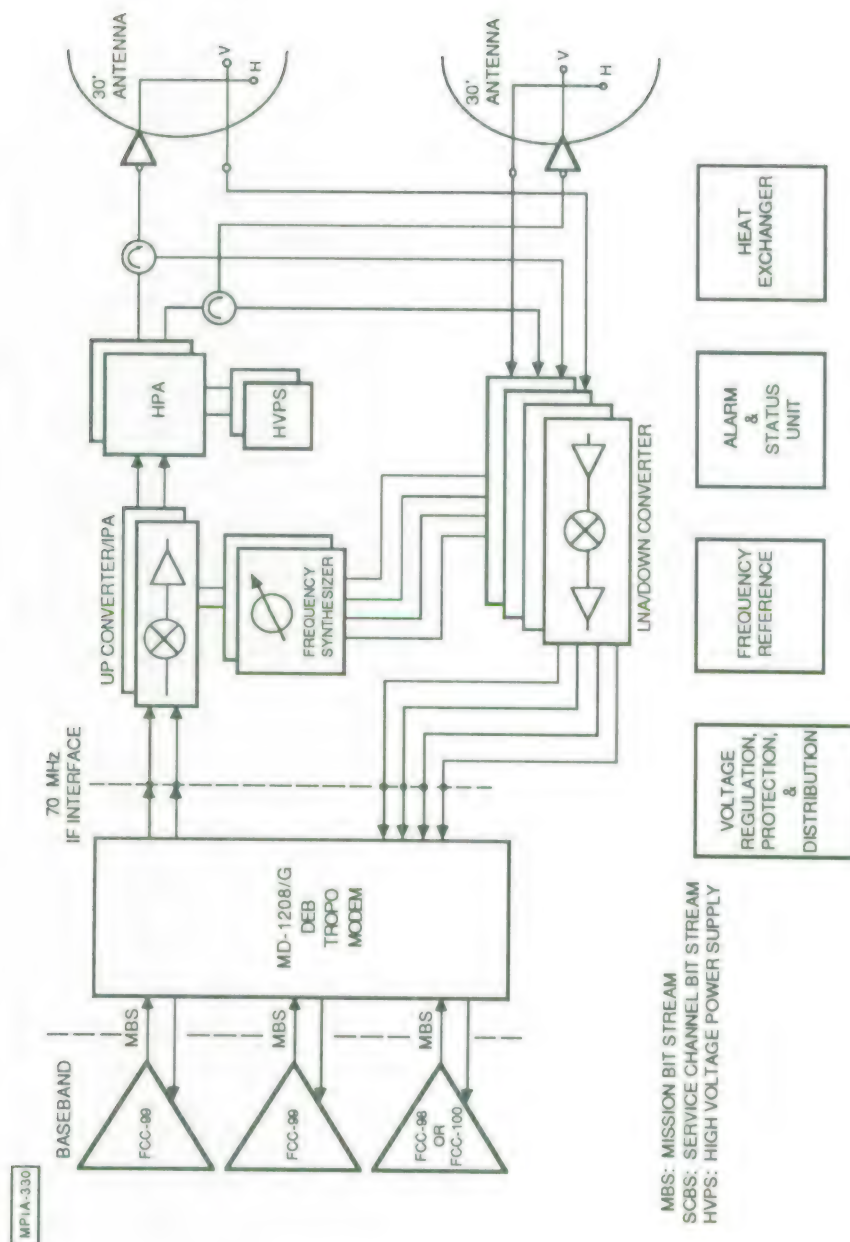 MPIA-330
BASEBAND
70 MHz
IF INTERFACE
UP CONVERTER/IPA
30'
ANTENNA
V
H
HPA
HVPS
FREQUENCY
SYNTHESIZER
FCC-99
MBS
FCC-99
MBS
FCC-98
OR
FCC-100
MBS
MD-1208/G
DEB
TROPO
MODEM
LNA/DOWN CONVERTER
30'
ANTENNA
V
H
MBS: MISSION BIT STREAM
SCBS: SERVICE CHANNEL BIT STREAM
HVPS: HIGH VOLTAGE POWER SUPPLY
VOLTAGE
REGULATION,
PROTECTION,
&
DISTRIBUTION
FREQUENCY
REFERENCE
ALARM
&
STATUS
UNIT
HEAT
EXCHANGER